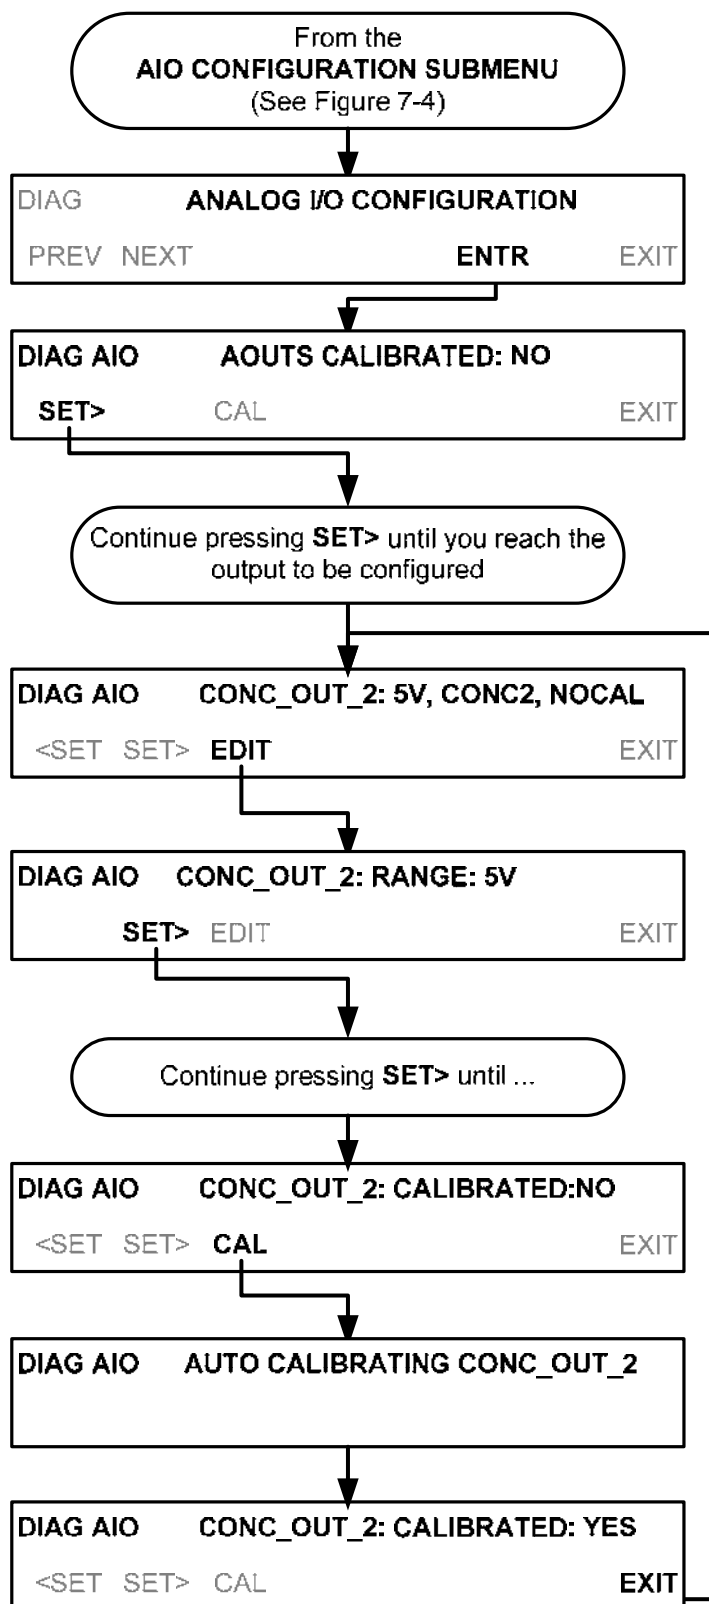 From the
AIO CONFIGURATION SUBMENU
(See Figure 7-4)
DIAG ANALOG I/O CONFIGURATION
PREV NEXT ENTR EXIT
DIAG AIO AOUTS CALIBRATED: NO
SET> CAL EXIT
Continue pressing SET> until you reach the
output to be configured
DIAG AIO CONC_OUT_2: 5V, CONC2, NOCAL
<SET SET> EDIT EXIT
DIAG AIO CONC_OUT_2: RANGE: 5V
SET> EDIT EXIT
Continue pressing SET> until ...
DIAG AIO CONC_OUT_2: CALIBRATED:NO
<SET SET> CAL EXIT
DIAG AIO AUTO CALIBRATING CONC_OUT_2
DIAG AIO CONC_OUT_2: CALIBRATED: YES
<SET SET> CAL EXIT